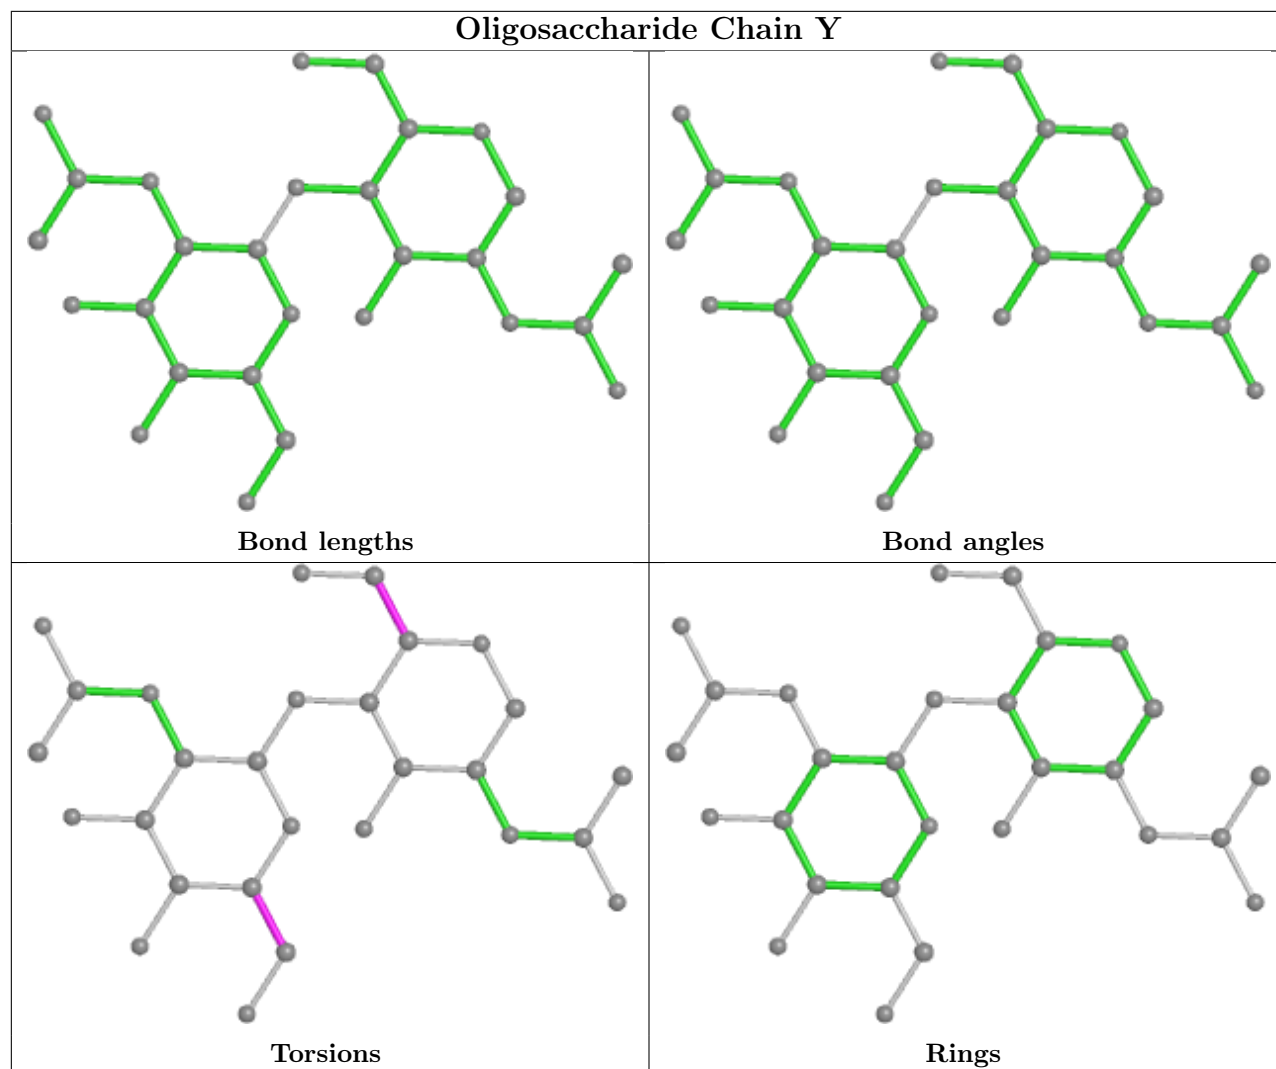 Oligosaccharide Chain Y
Bond lengths
Bond angles
Torsions
Rings